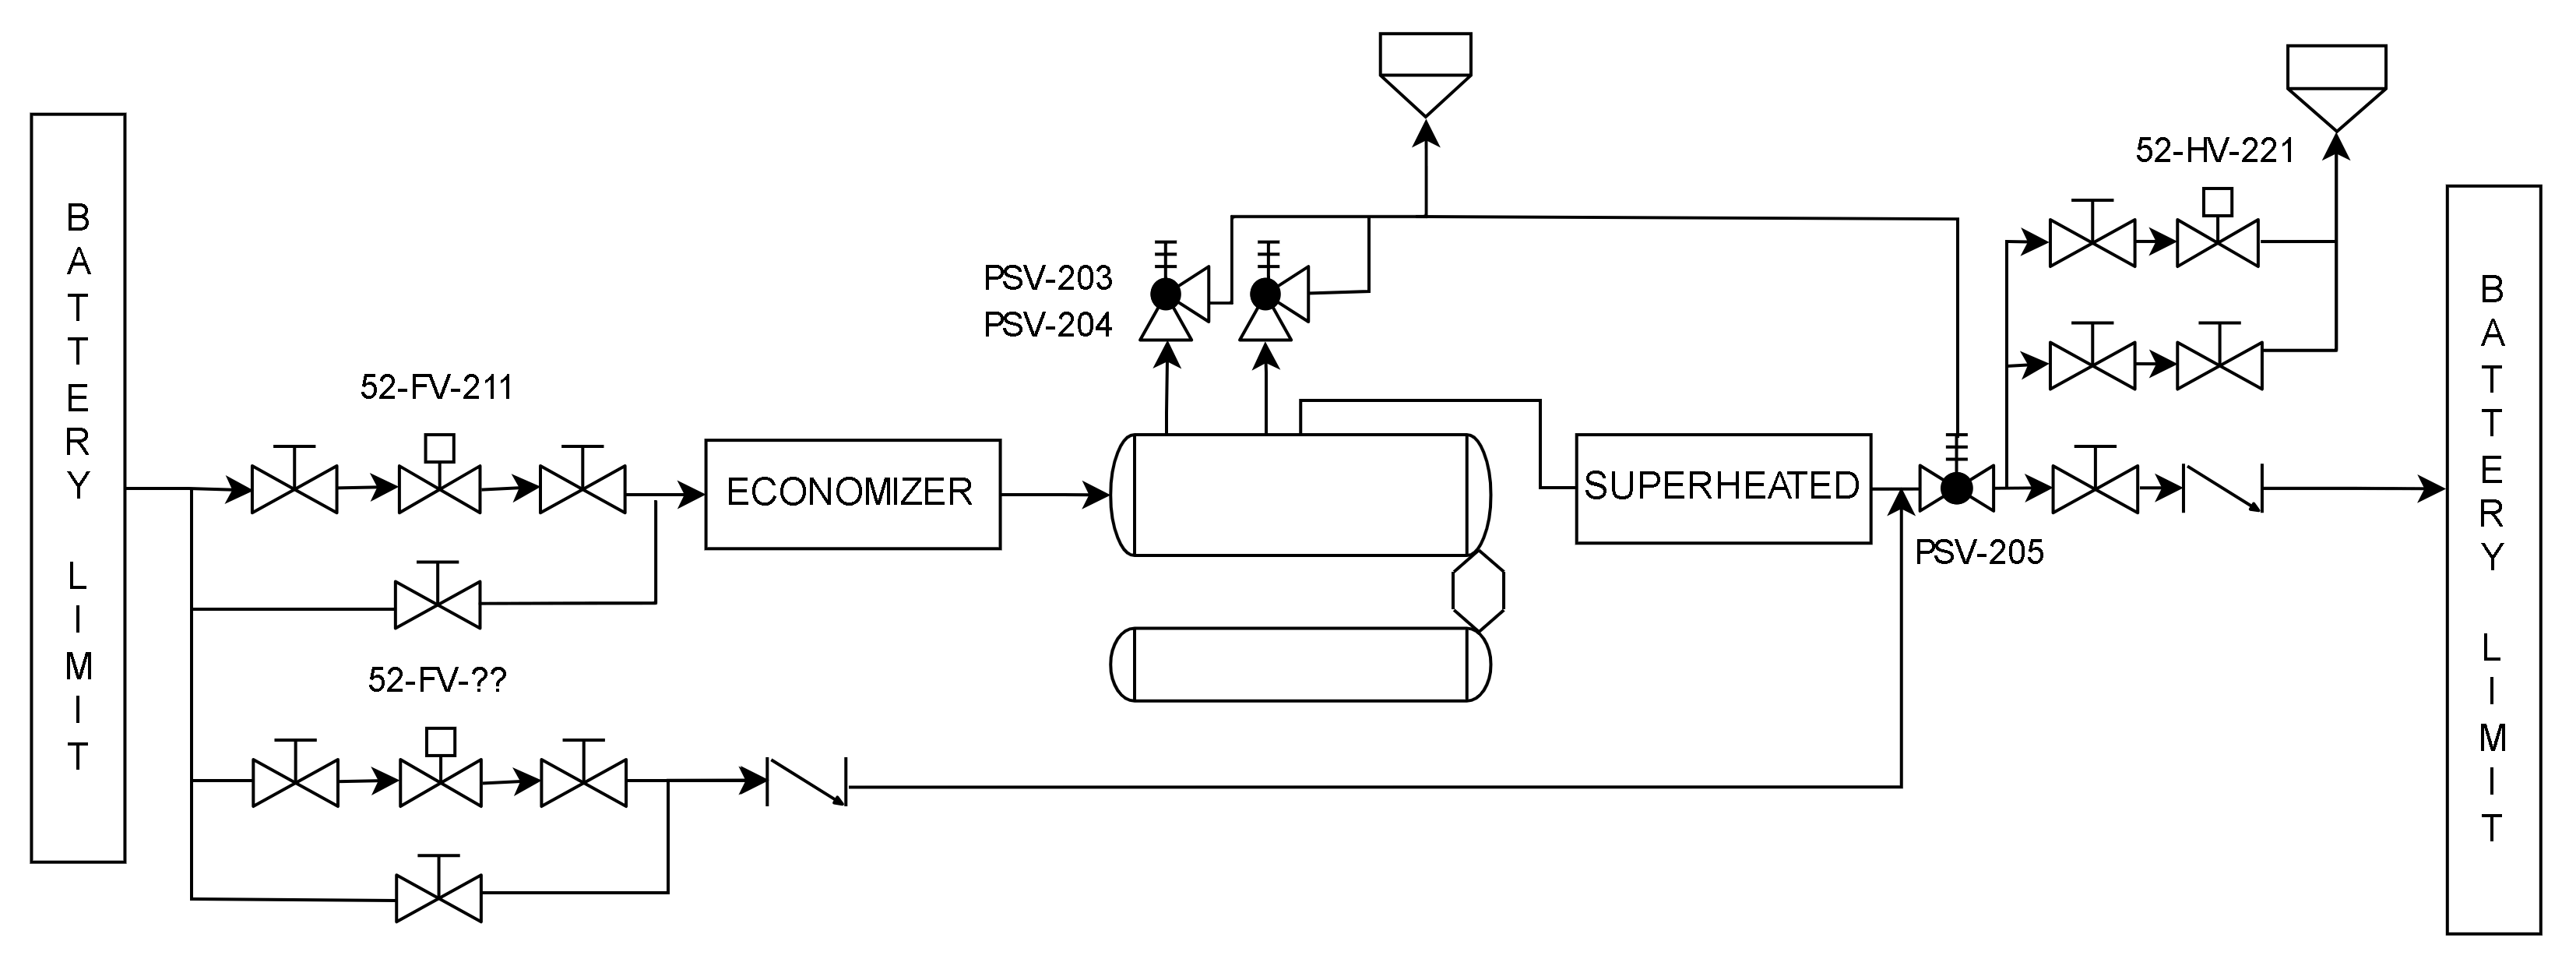 BATTERY LIMIT
52-FV-211
52-FV-??
ECONOMIZER
PSV-203
PSV-204
SUPERHEATED
PSV-205
52-HV-221
BATTERY LIMIT